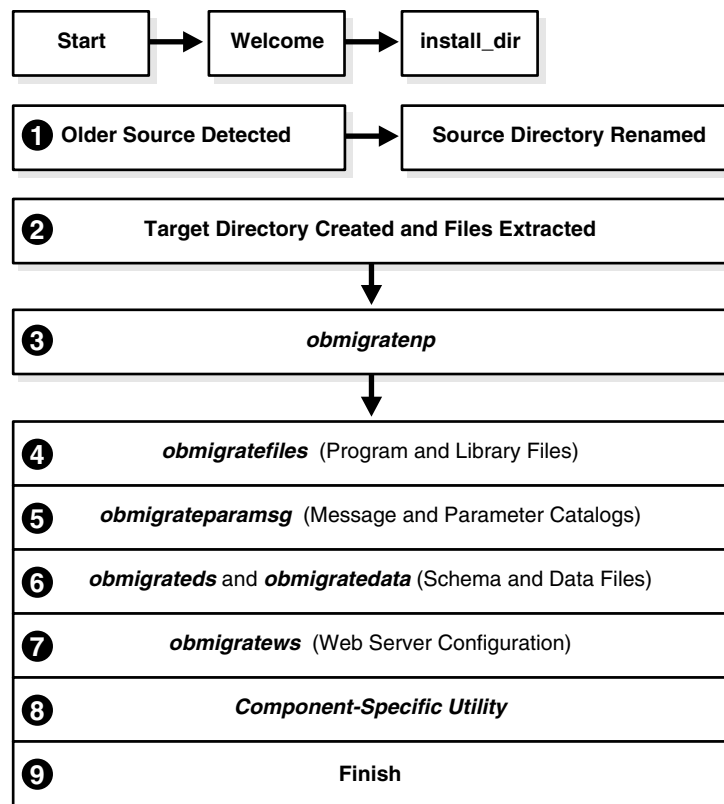 Start Welcome install_dir
1 Older Source Detected Source Directory Renamed
2 Target Directory Created and Files Extracted
3 obmigratenp
4 obmigratefiles (Program and Library Files)
5 obmigrateparamsg (Message and Parameter Catalogs)
6 obmigrateds and obmigratedata (Schema and Data Files)
7 obmigratews (Web Server Configuration)
8 Component-Specific Utility
9 Finish